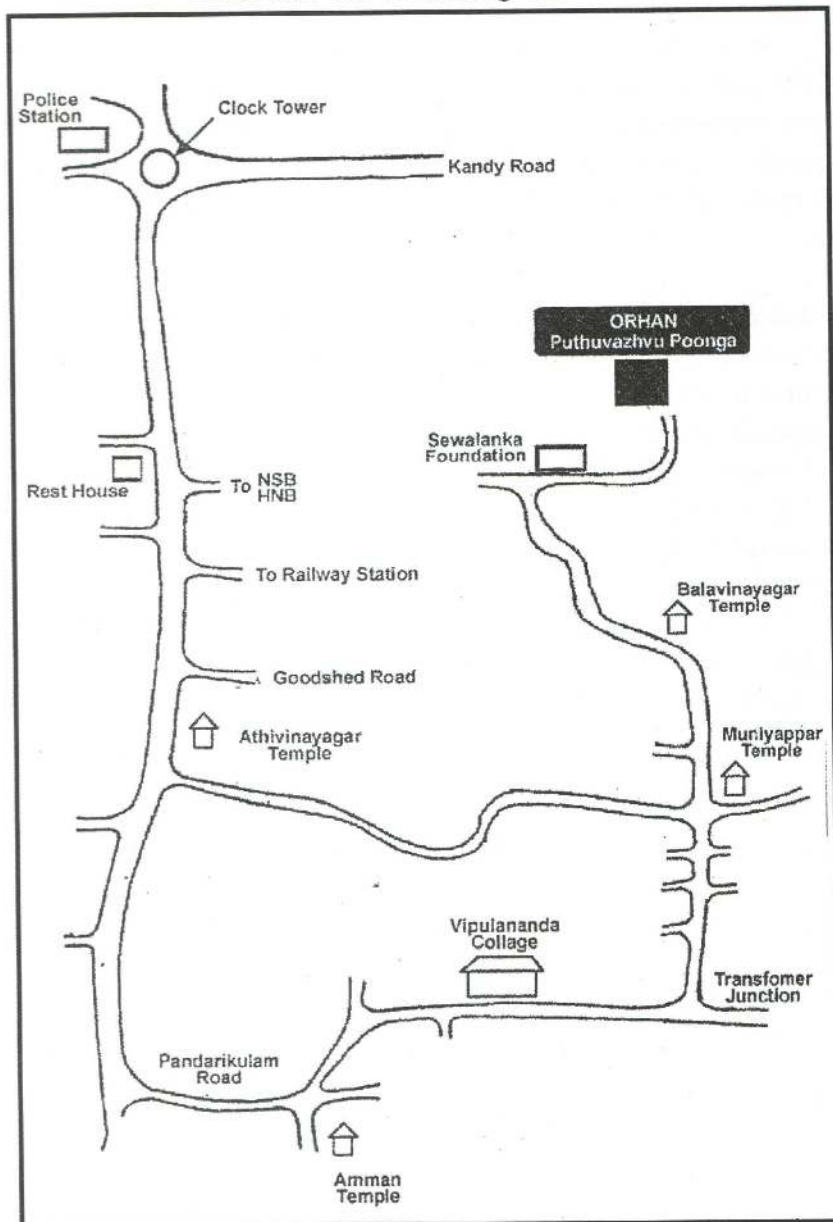 Police
Station
Clock Tower
Kandy Road
ORHAN
Puthuvazhvu Poonga
Sewalanka
Foundation
Rest House
To NSB
HNB
To Railway Station
Balavinayagar
Temple
Goodshed Road
Athivinayagar
Temple
Muniyappar
Temple
Vipulananda
Collage
Transfomer
Junction
Pandarikulam
Road
Amman
Temple